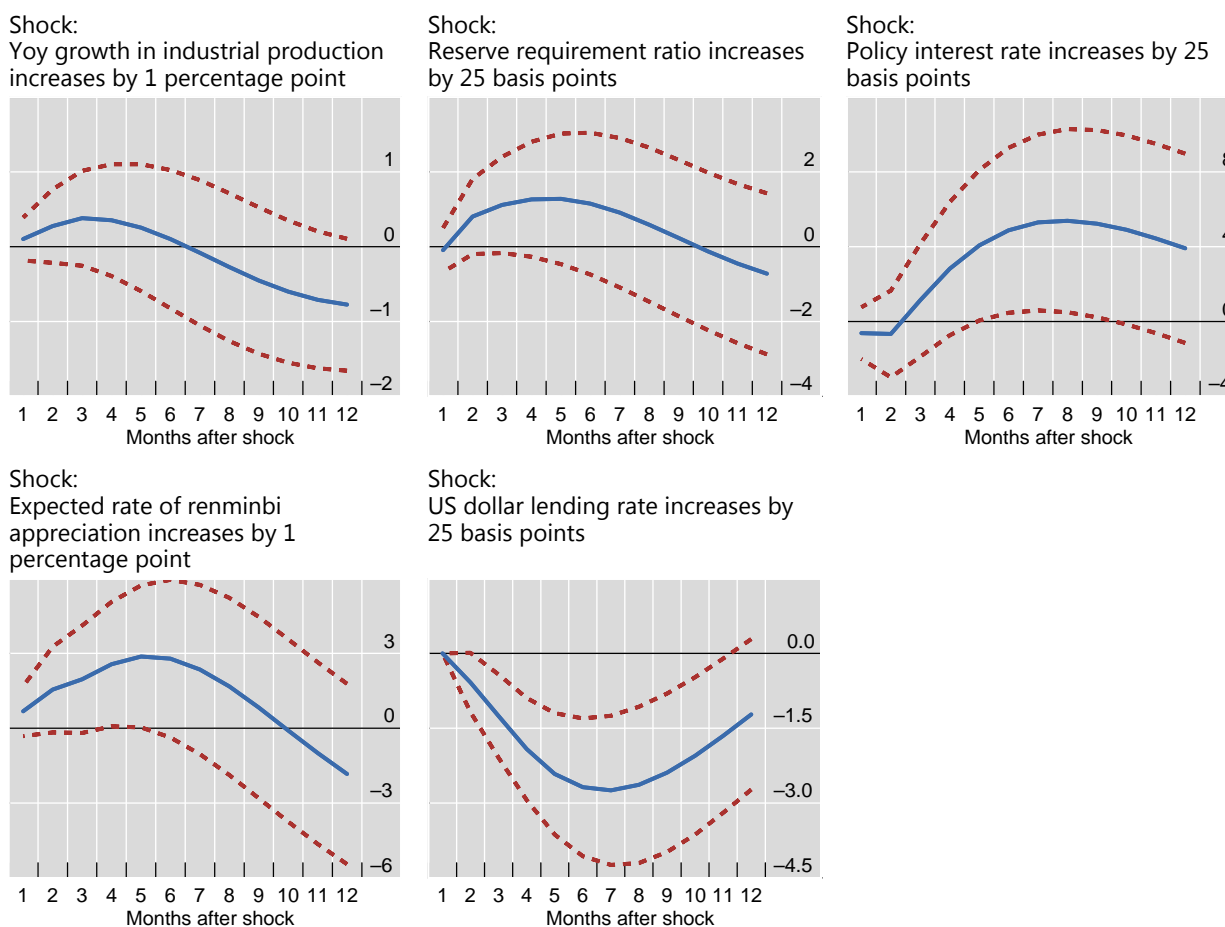 Shock:
Yoy growth in industrial production
increases by 1 percentage point
1
0
–1
–2
1 2 3 4 5 6 7 8 9 10 11 12
Months after shock
Shock:
Reserve requirement ratio increases
by 25 basis points
2
0
–2
–4
1 2 3 4 5 6 7 8 9 10 11 12
Months after shock
Shock:
Policy interest rate increases by 25
basis points
8
4
0
–4
1 2 3 4 5 6 7 8 9 10 11 12
Months after shock
Shock:
Expected rate of renminbi
appreciation increases by 1
percentage point
3
0
–3
–6
1 2 3 4 5 6 7 8 9 10 11 12
Months after shock
Shock:
US dollar lending rate increases by
25 basis points
0.0
–1.5
–3.0
–4.5
1 2 3 4 5 6 7 8 9 10 11 12
Months after shock